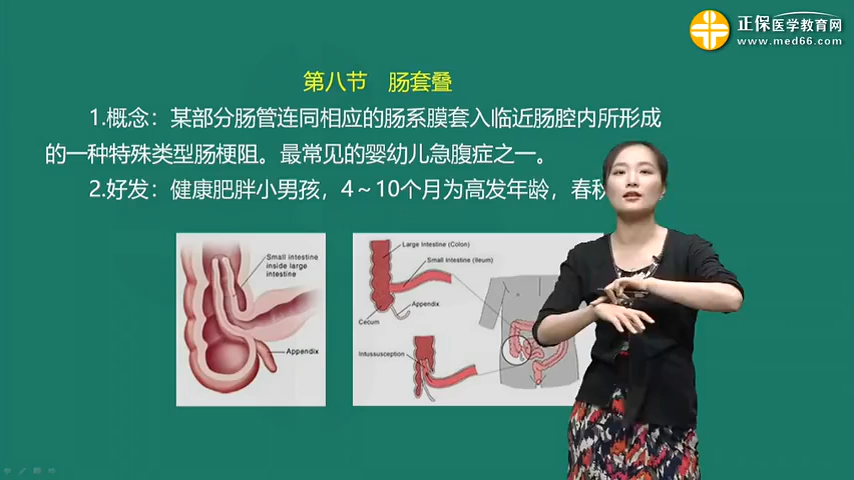 正保医学教育网
www.med66.com
第八节 肠套叠
1.概念：某部分肠管连同相应的肠系膜套入临近肠腔内所形成
的一种特殊类型肠梗阻。最常见的婴幼儿急腹症之一。
2.好发：健康肥胖小男孩，4～10个月为高发年龄，春
Small intestine
inside large
intestine
Appendix
Large Intestine (Colon)
Small intestine (Ileum)
Appendix
Cecum
Intussusception